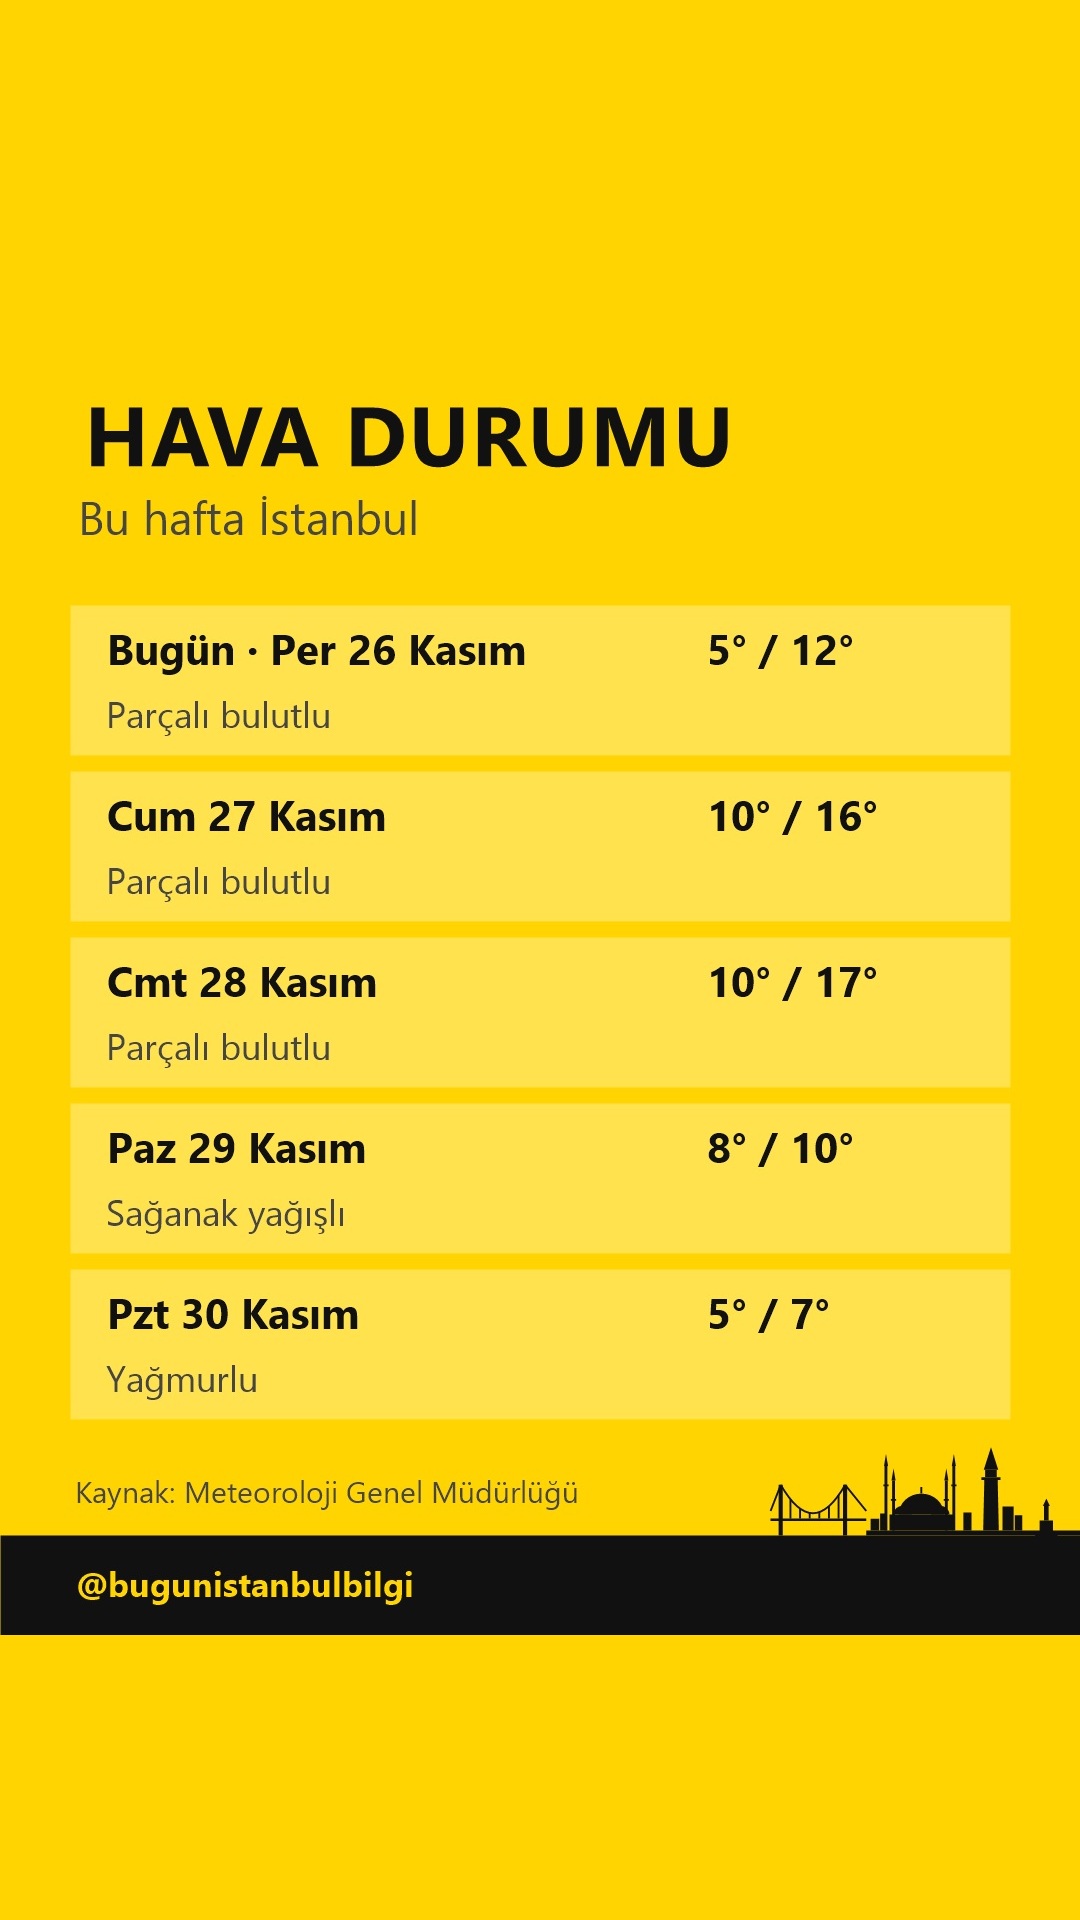 HAVA DURUMU
Bu hafta İstanbul
Bugün · Per 26 Kasım 5° / 12°
Parçalı bulutlu
Cum 27 Kasım 10° / 16°
Parçalı bulutlu
Cmt 28 Kasım 10° / 17°
Parçalı bulutlu
Paz 29 Kasım 8° / 10°
Sağanak yağışlı
Pzt 30 Kasım 5° / 7°
Yağmurlu
Kaynak: Meteoroloji Genel Müdürlüğü
@bugunistanbulbilgi